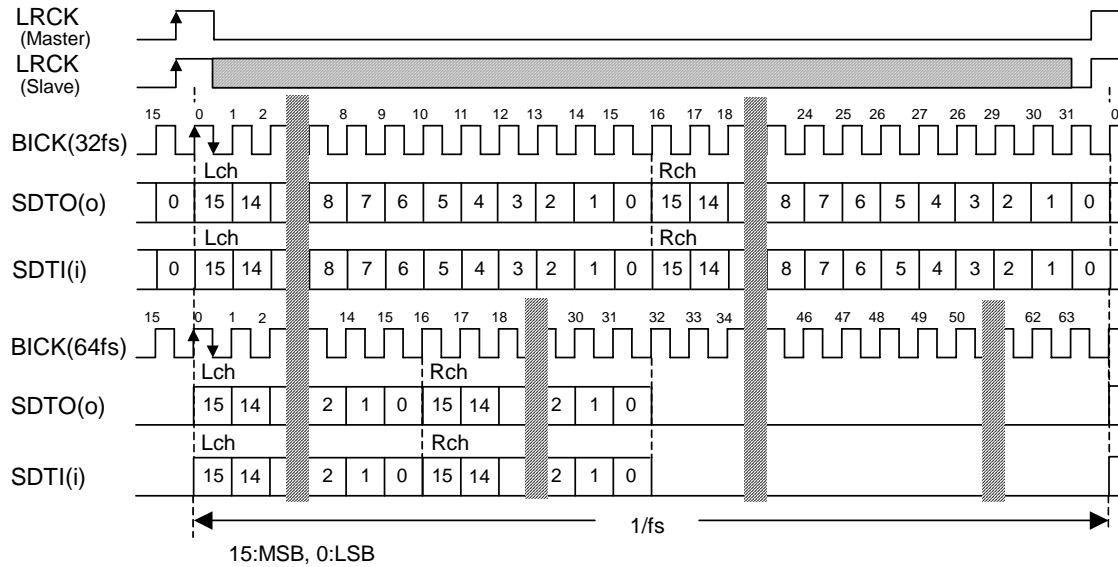 LRCK
(Master)
LRCK
(Slave)
15 0 1 2 8 9 10 11 12 13 14 15 16 17 18 24 25 26 26 27 26 29 30 31 0
BICK(32fs)
Lch Rch
SDTO(o) 0 15 14 8 7 6 5 4 3 2 1 0 15 14 8 7 6 5 4 3 2 1 0
Lch Rch
SDTI(i) 0 15 14 8 7 6 5 4 3 2 1 0 15 14 8 7 6 5 4 3 2 1 0
15 0 1 2 14 15 16 17 18 30 31 32 33 34 46 47 48 49 50 62 63
BICK(64fs)
Lch Rch
SDTO(o) 15 14 2 1 0 15 14 2 1 0
Lch Rch
SDTI(i) 15 14 2 1 0 15 14 2 1 0
1/fs
15:MSB, 0:LSB